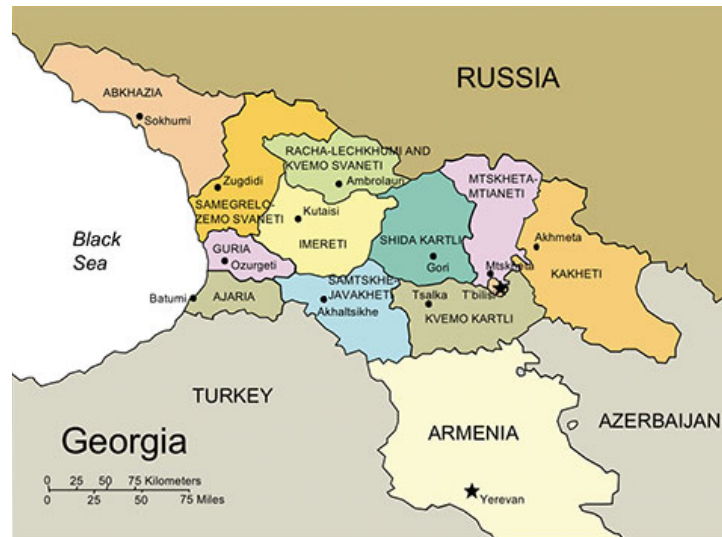 RUSSIA
ABKHAZIA
Sokhumi
RACHA-LECHKHUMI AND
KVEMO SVANETI
Ambrolauri
MTSKHETA-
MTIANETI
Zugdidi
SAMEGRELO-
ZEMO SVANETI
Kutaisi
IMERETI
SHIDA KARTLI
Gori
Akhmeta
KAKHETI
Black
Sea
GURIA
Ozurgeti
Mtskheta
T'bilisi
Batumi
AJARIA
SAMTSKHE-
JAVAKHETI
Akhaltsikhe
Tsalka
KVEMO KARTLI
TURKEY
ARMENIA
AZERBAIJAN
Yerevan
Georgia
0 25 50 75 Kilometers
0 25 50 75 Miles